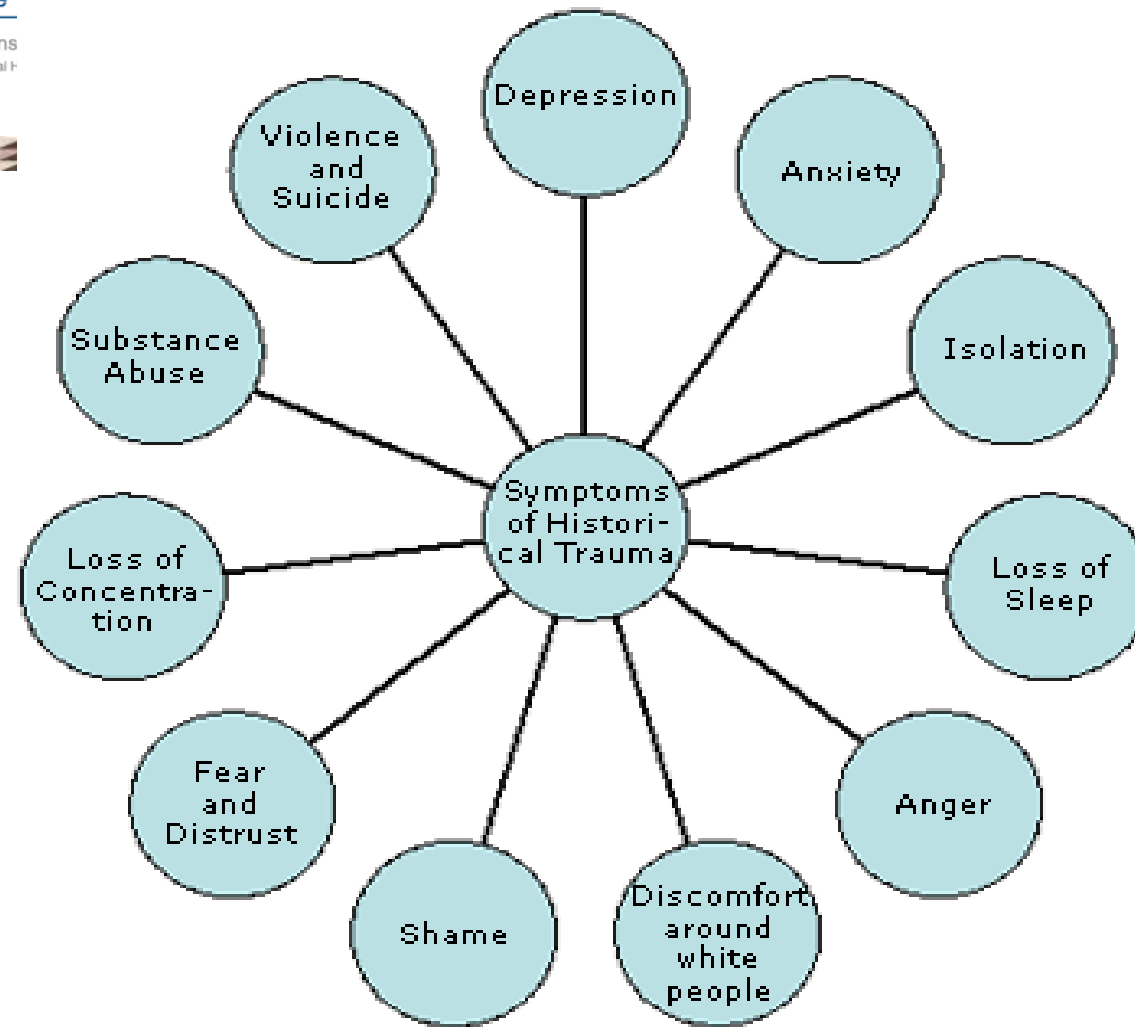 ns
Depression
Violence
and
Suicide
Anxiety
Substance
Abuse
Isolation
Symptoms
of Histori-
cal Trauma
Loss of
Concentra-
tion
Loss of
Sleep
Fear
and
Distrust
Anger
Shame
Discomfort
around
white
people